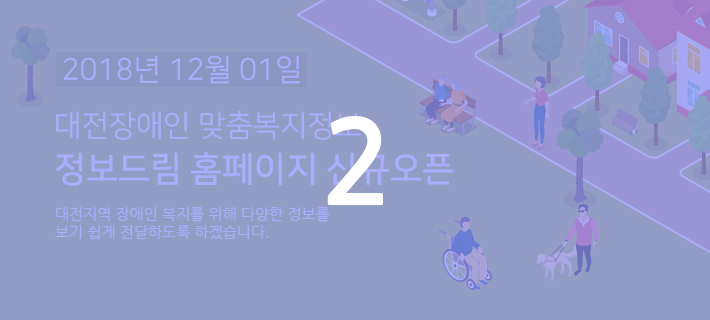 2018년 12월 01일
대전장애인 맞춤복지정보
정보드림 홈페이지 신규오픈
2
대전지역 장애인 복지를 위해 다양한 정보를
보기 쉽게 전달하도록 하겠습니다.